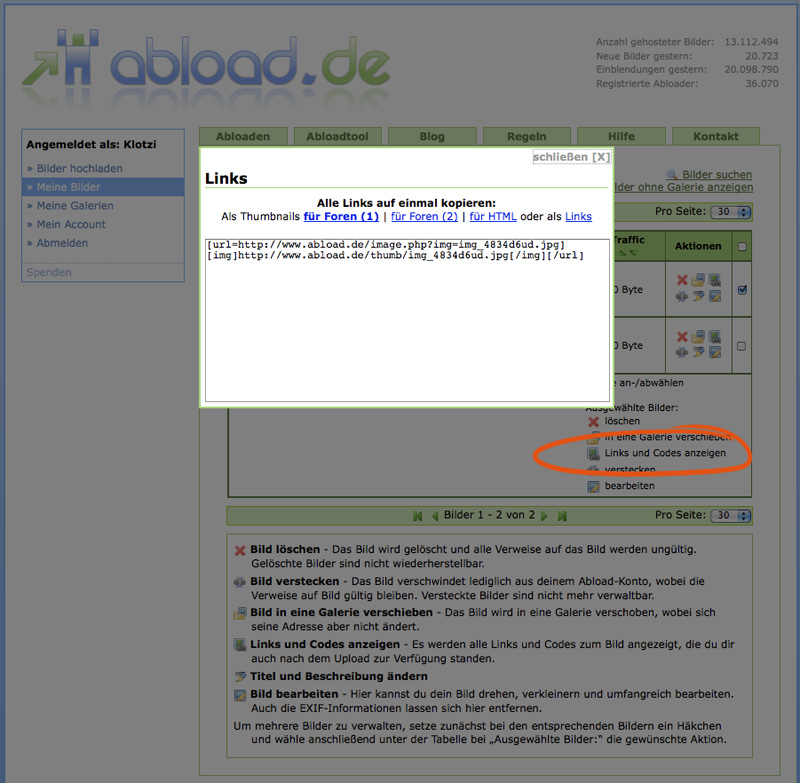 abload.de
Anzahl gehosteter Bilder: 13.112.494
Neue Bilder gestern: 20.723
Einblendungen gestern: 20.098.790
Registrierte Abloader: 36.070
Angemeldet als: Klotzi
» Bilder hochladen
» Meine Bilder
» Meine Galerien
» Mein Account
» Abmelden
Spenden
Abloaden Abloadtool Blog Regeln Hilfe Kontakt
schließen [X]
Links
Alle Links auf einmal kopieren:
Als Thumbnails für Foren (1) | für Foren (2) | für HTML oder als Links
[url=http://www.abload.de/image.php?img=img_4834d6ud.jpg]
[img]http://www.abload.de/thumb/img_4834d6ud.jpg[/img][/url]
Bilder suchen
lder ohne Galerie anzeigen
Pro Seite: 30
Traffic Aktionen
0 Byte
0 Byte
e an-/abwählen
Ausgewählte Bilder:
löschen
in eine Galerie verschieben
Links und Codes anzeigen
verstecken
bearbeiten
Bilder 1 - 2 von 2 Pro Seite: 30
Bild löschen - Das Bild wird gelöscht und alle Verweise auf das Bild werden ungültig.
Gelöschte Bilder sind nicht wiederherstellbar.
Bild verstecken - Das Bild verschwindet lediglich aus deinem Abload-Konto, wobei die
Verweise auf Bild gültig bleiben. Versteckte Bilder sind nicht mehr verwaltbar.
Bild in eine Galerie verschieben - Das Bild wird in eine Galerie verschoben, wobei sich
seine Adresse aber nicht ändert.
Links und Codes anzeigen - Es werden alle Links und Codes zum Bild angezeigt, die du dir
auch nach dem Upload zur Verfügung standen.
Titel und Beschreibung ändern
Bild bearbeiten - Hier kannst du dein Bild drehen, verkleinern und umfangreich bearbeiten.
Auch die EXIF-Informationen lassen sich hier entfernen.
Um mehrere Bilder zu verwalten, setze zunächst bei den entsprechenden Bildern ein Häkchen
und wähle anschließend unter der Tabelle bei „Ausgewählte Bilder:“ die gewünschte Aktion.